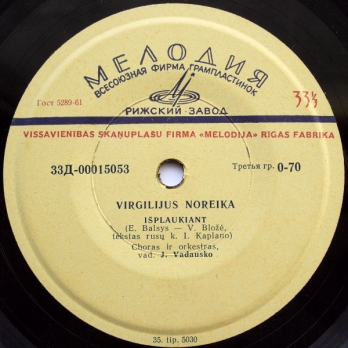 МЕЛОДИЯ
ВСЕСОЮЗНАЯ ФИРМА ГРАМПЛАСТИНОК
РИЖСКИЙ ЗАВОД
Гост 5289-61
33⅓
VISSAVIENIBAS SKAŅUPLAŠU FIRMA «MELODIJA» RIGAS FABRIKA
33Д-00015053
Третья гр. 0-70
VIRGILIJUS NOREIKA
IŠPLAUKIANT
(E. Balsys — V. Bložė,
tekstas rusų k. I. Kaplano)
Choras ir orkestras,
vad. J. Vadausko
35. tip. 5030